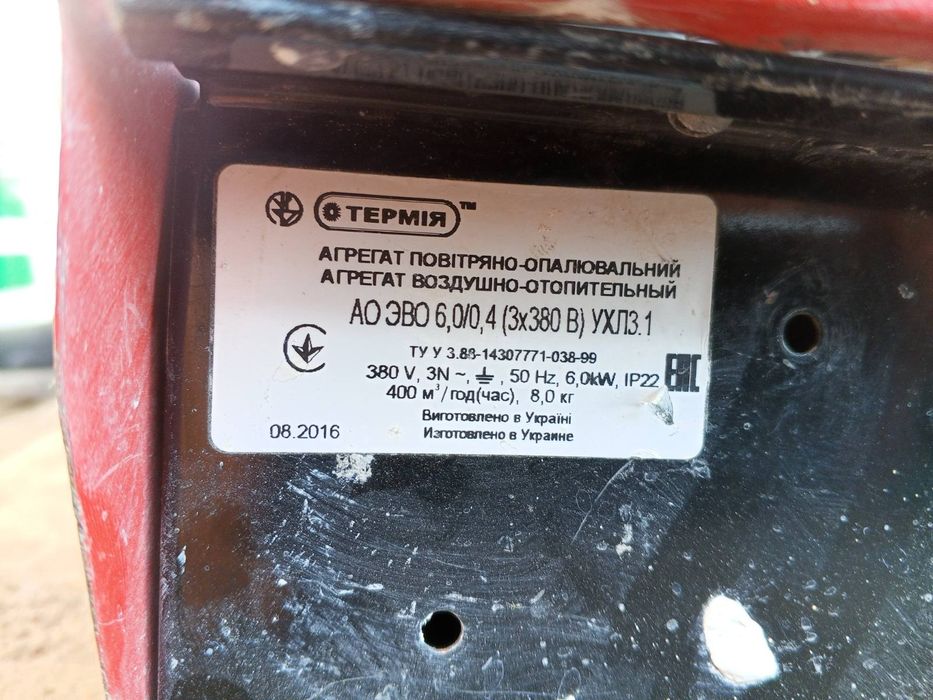 ТЕРМІЯ™
АГРЕГАТ ПОВІТРЯНО-ОПАЛЮВАЛЬНИЙ
АГРЕГАТ ВОЗДУШНО-ОТОПИТЕЛЬНЫЙ
АО ЭВО 6,0/0,4 (3x380 В) УХЛ3.1
ТУ У 3.88-14307771-038-99
380 V, 3N ~, ⏚, 50 Hz, 6,0kW, IP22
EAC
400 м³/год(час), 8,0 кг
Виготовлено в Україні
08.2016
Изготовлено в Украине